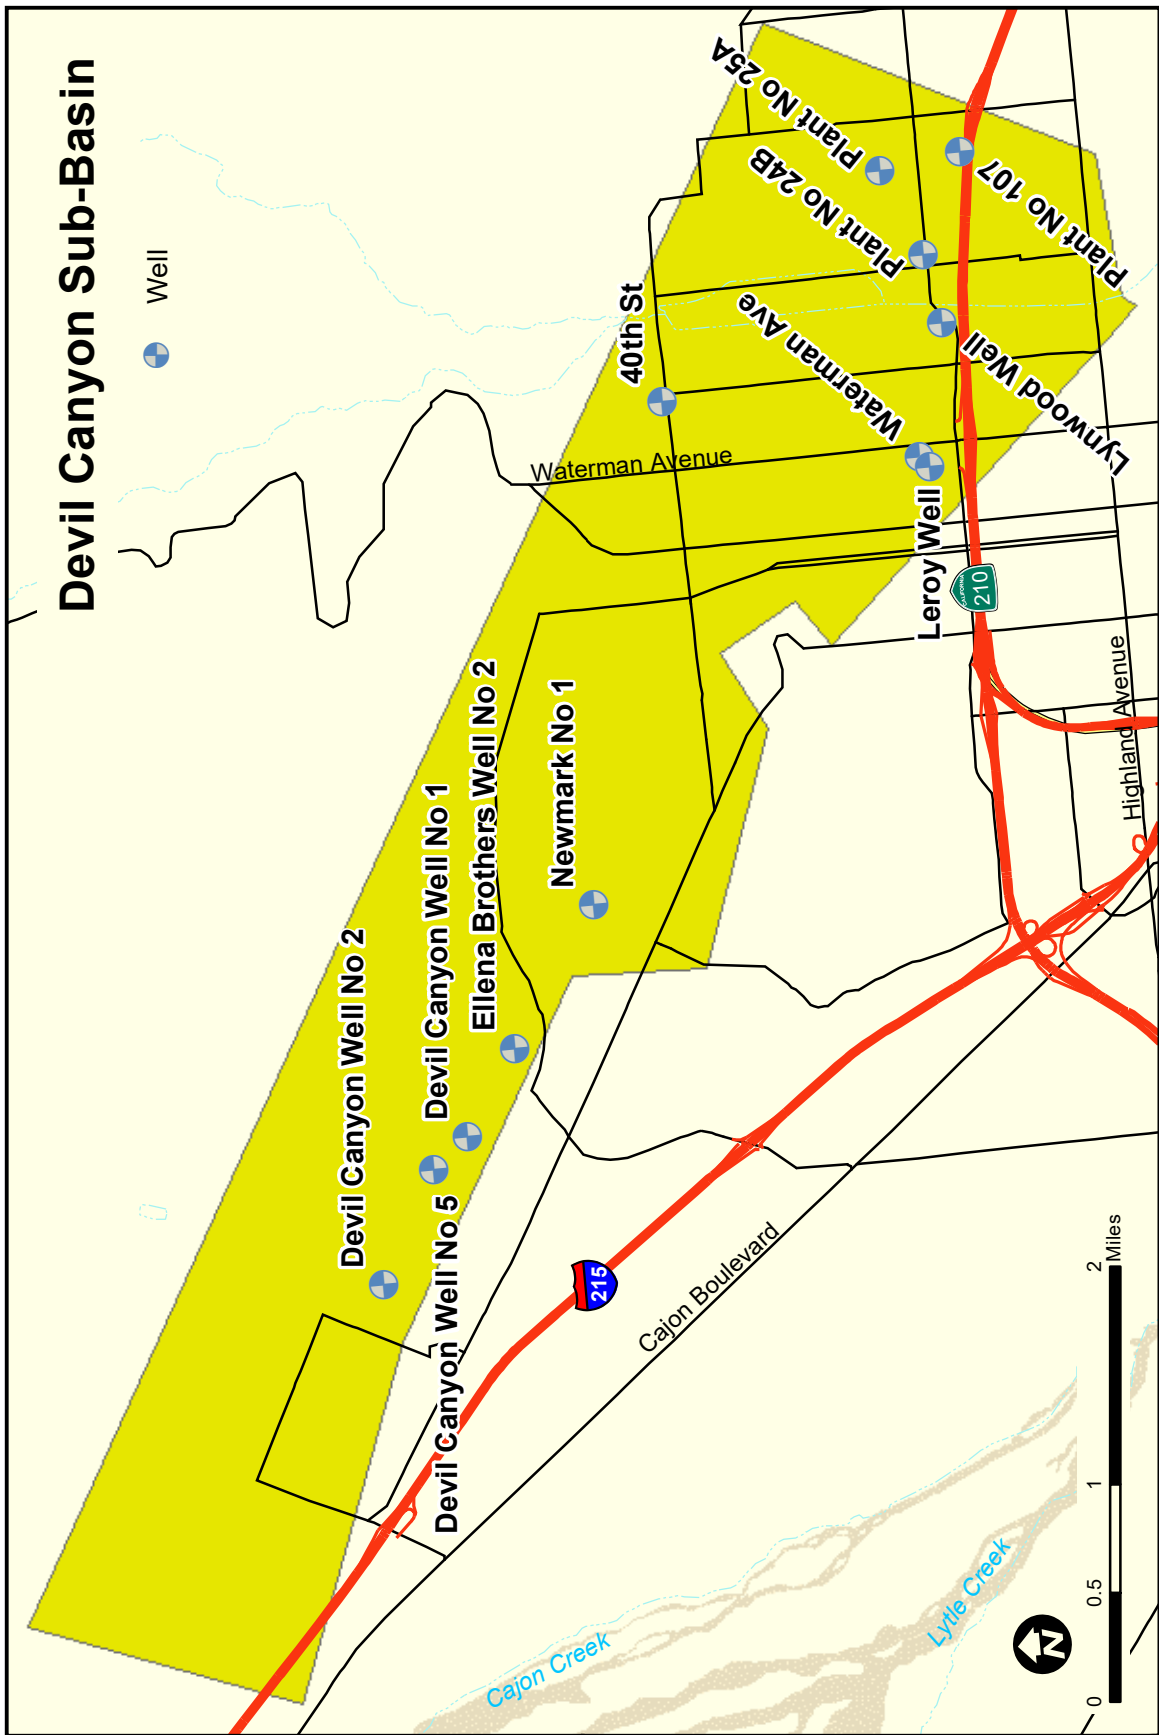 Devil Canyon Sub-Basin
Well
Devil Canyon Well No 2
Devil Canyon Well No 1
Ellena Brothers Well No 2
Newmark No 1
Devil Canyon Well No 5
40th St
Waterman Avenue
Waterman Ave
Leroy Well
Lynwood Well
Plant No 24B
Plant No 25A
Plant No 107
CALIFORNIA
210
215
Highland Avenue
Cajon Boulevard
Cajon Creek
Lytle Creek
N
0 0.5 1 2
Miles